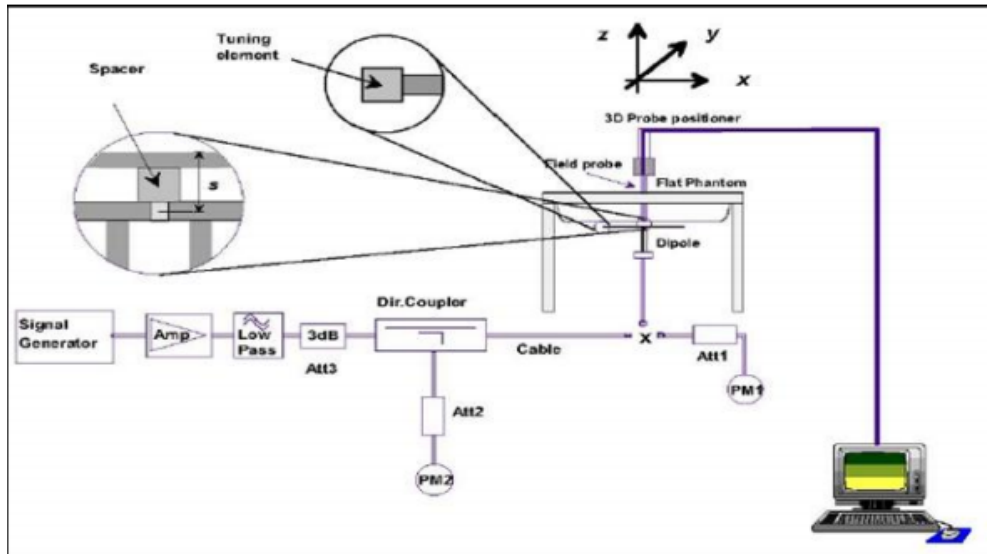 Tuning
element
Spacer
s
z
y
x
3D Probe positioner
Field probe
Flat Phantom
Dipole
Signal
Generator
Amp
Low
Pass
3dB
Att3
Dir.Coupler
Cable
x
Att1
PM1
Att2
PM2